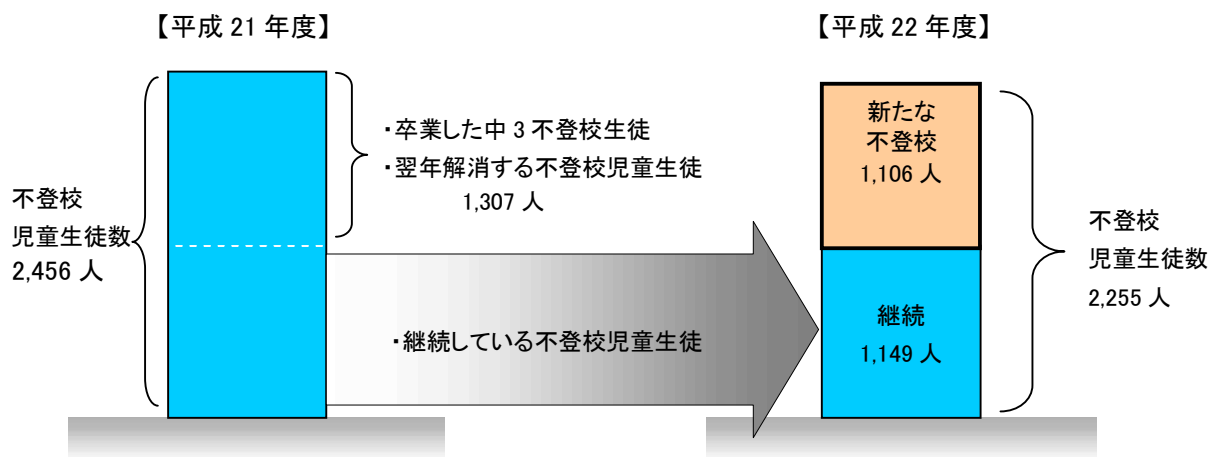 【平成 21 年度】
【平成 22 年度】
不登校
児童生徒数
2,456 人
・卒業した中 3 不登校生徒
・翌年解消する不登校児童生徒
1,307 人
・継続している不登校児童生徒
新たな
不登校
1,106 人
継続
1,149 人
不登校
児童生徒数
2,255 人